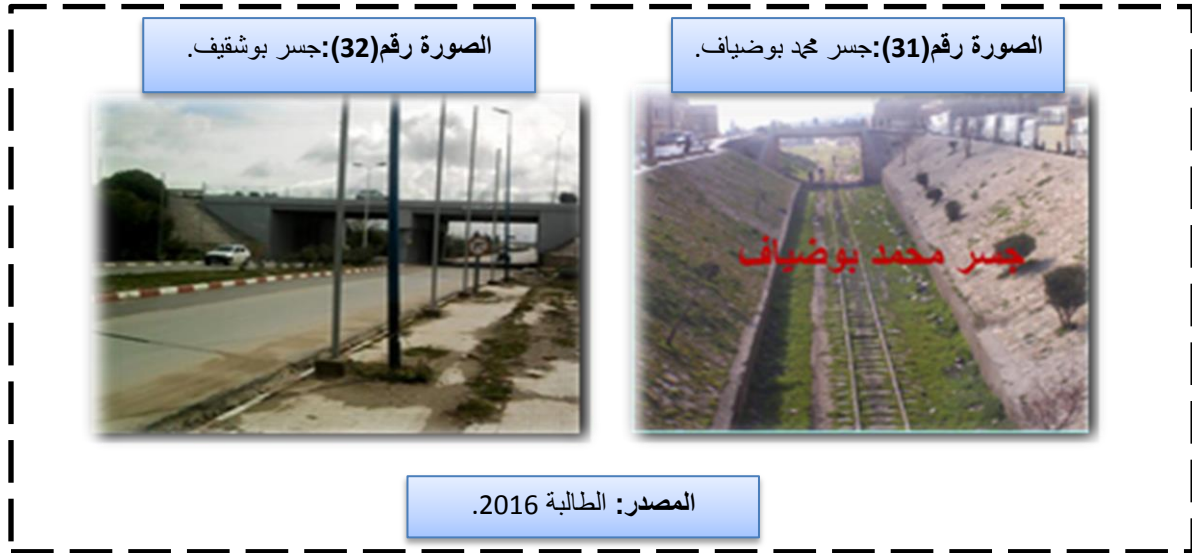 الصورة رقم(31):جسر محمد بوضياف.
الصورة رقم(32):جسر بوشقيف.
جسر محمد بوضياف
المصدر: الطالبة 2016.